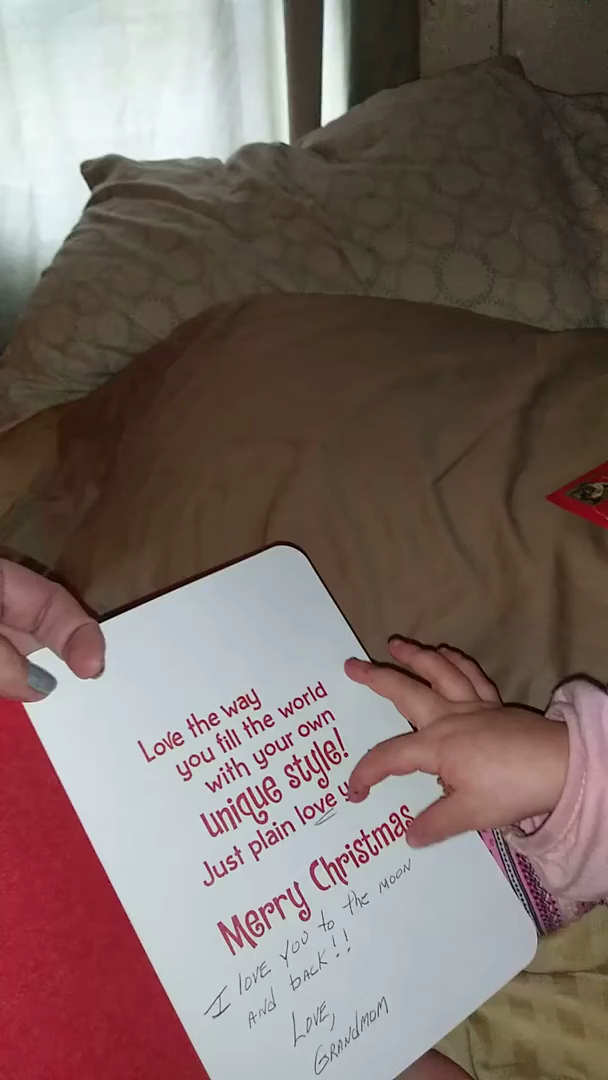 Love the way
you fill the world
with your own
unique style!
Just plain love
Merry Christmas
I LOVE YOU to the MOON
AND BACK!!
LOVE,
GRANDMOM